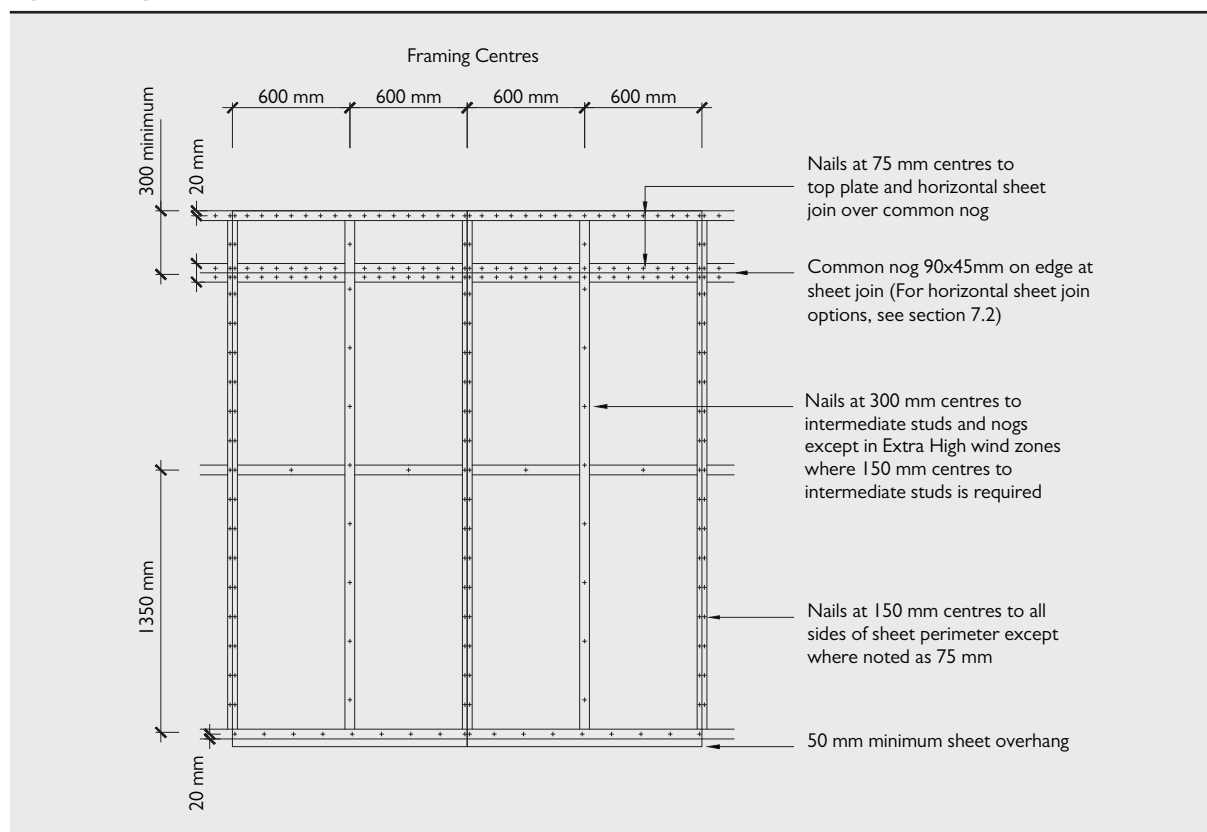 Framing Centres
600 mm
600 mm
600 mm
600 mm
300 minimum
20 mm
Nails at 75 mm centres to
top plate and horizontal sheet
join over common nog
Common nog 90x45mm on edge at
sheet join (For horizontal sheet join
options, see section 7.2)
Nails at 300 mm centres to
intermediate studs and nogs
except in Extra High wind zones
where 150 mm centres to
intermediate studs is required
1350 mm
Nails at 150 mm centres to all
sides of sheet perimeter except
where noted as 75 mm
50 mm minimum sheet overhang
20 mm